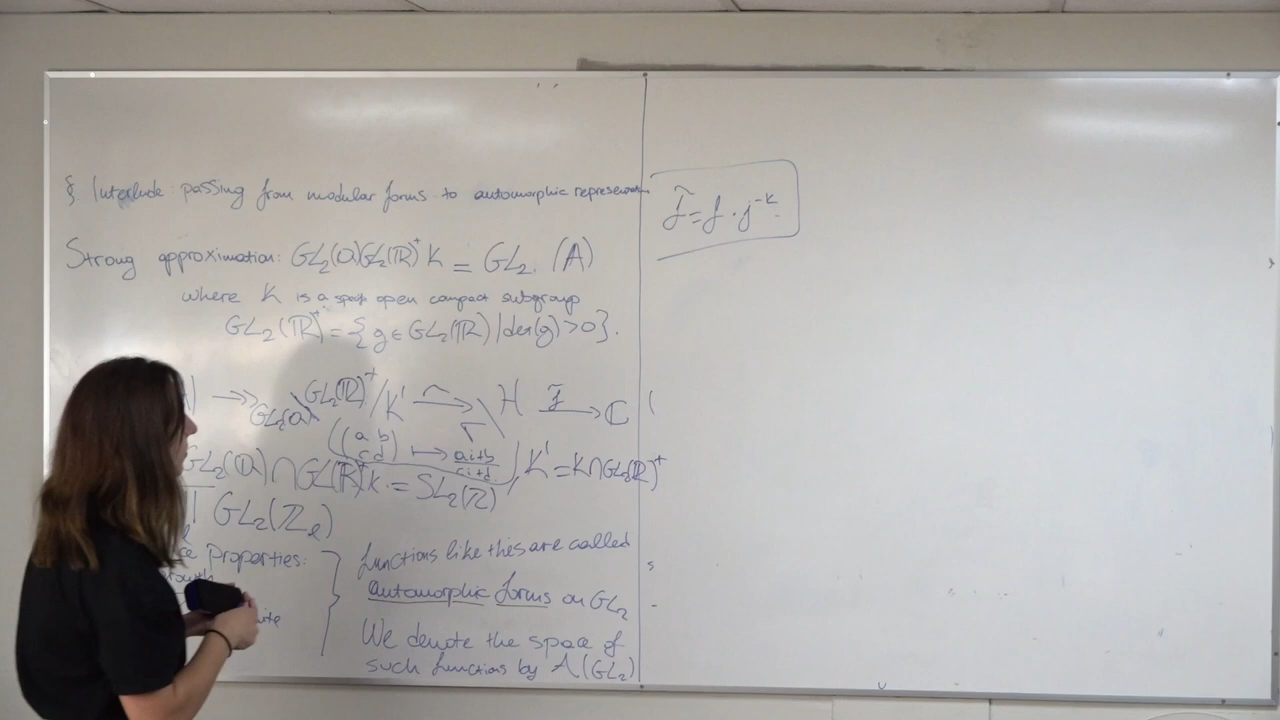 § Interlude: passing from modular forms to automorphic represen
Strong approximation: GL₂(Q)GL₂(ℝ)⁺K = GL₂(A)
where K is a open compact subgroup
GL₂(ℝ)⁺ = {g ∈ GL₂(ℝ) | det(g) > 0}.
→→ GL₂(Q)\GL₂(ℝ)⁺/K' → Γ\H f̃→ ℂ
((a b c d) ↦ ai+b/ci+d), K' = K∩GL₂(ℝ)⁺
GL₂(Q) ∩ GL(ℝ)⁺K = SL₂(ℤ)
GL₂(ℤ_ℓ)
properties:
functions like this are called
automorphic forms on GL₂
We denote the space of
such functions by A(GL₂)
f̃ = f · j⁻ᵏ